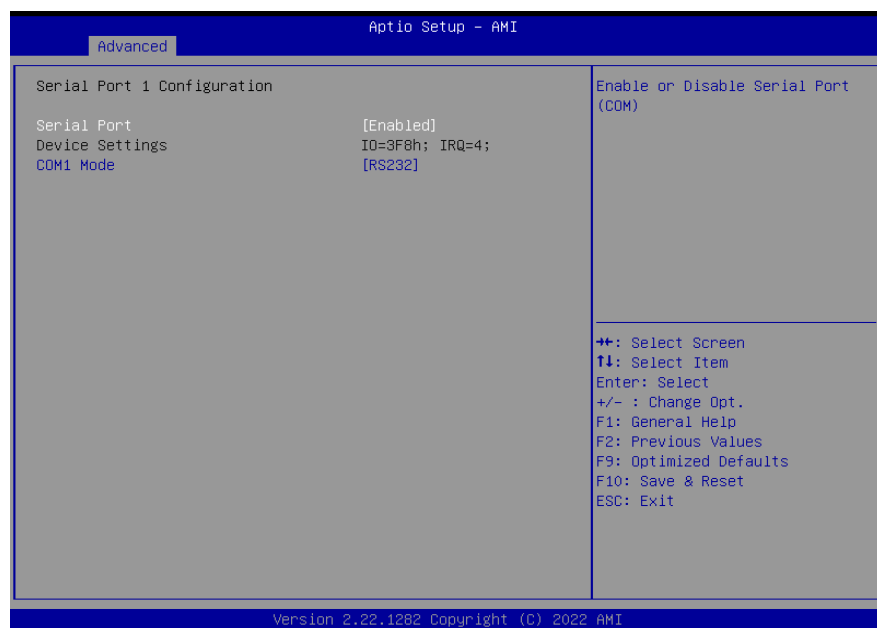 Aptio Setup – AMI
Advanced
Serial Port 1 Configuration
Serial Port [Enabled]
Device Settings IO=3F8h; IRQ=4;
COM1 Mode [RS232]
Enable or Disable Serial Port
(COM)
→←: Select Screen
↑↓: Select Item
Enter: Select
+/- : Change Opt.
F1: General Help
F2: Previous Values
F9: Optimized Defaults
F10: Save & Reset
ESC: Exit
Version 2.22.1282 Copyright (C) 2022 AMI